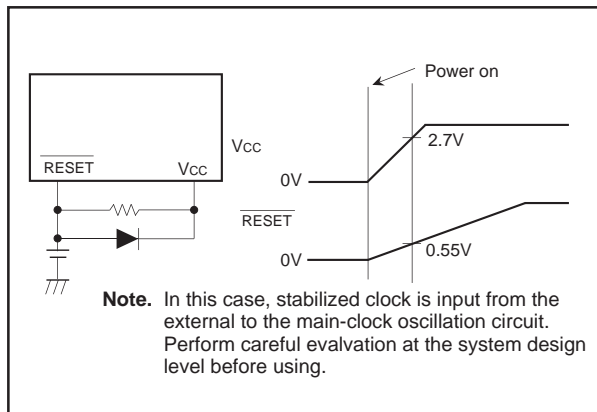 Power on
VCC
2.7V
RESET
VCC
0V
RESET
0.55V
0V
Note. In this case, stabilized clock is input from the
external to the main-clock oscillation circuit.
Perform careful evalvation at the system design
level before using.